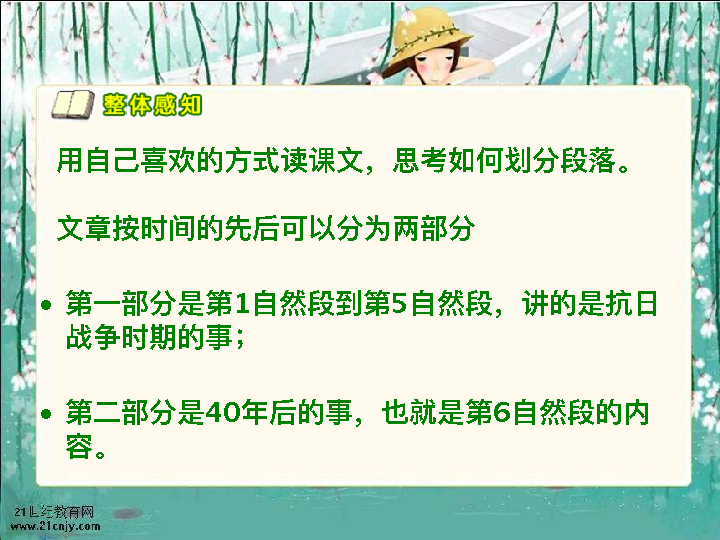 整体感知
用自己喜欢的方式读课文，思考如何划分段落。
文章按时间的先后可以分为两部分
• 第一部分是第1自然段到第5自然段，讲的是抗日
战争时期的事；
• 第二部分是40年后的事，也就是第6自然段的内
容。
21世纪教育网
www.21cnjy.com